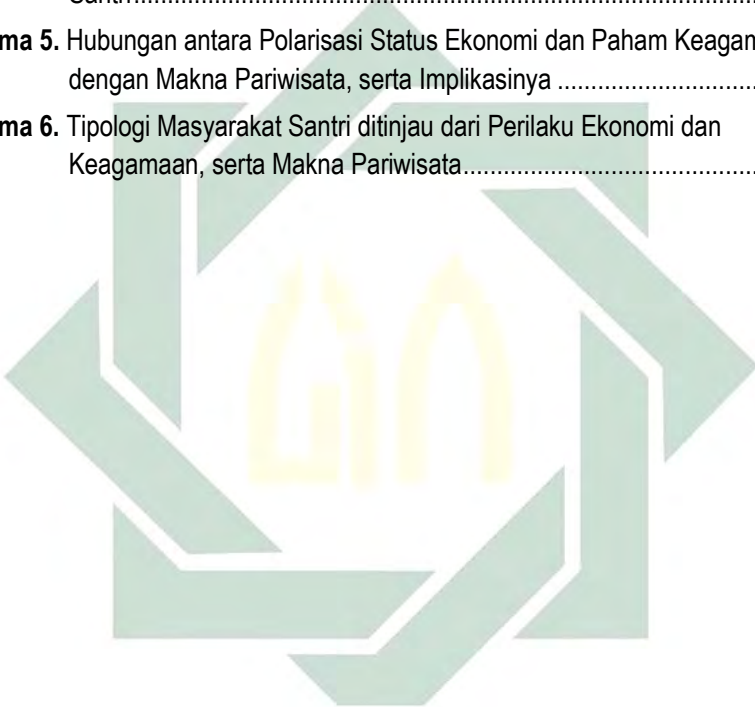 Santri
ma 5. Hubungan antara Polarisasi Status Ekonomi dan Paham Keagan
dengan Makna Pariwisata, serta Implikasinya ..............................
ma 6. Tipologi Masyarakat Santri ditinjau dari Perilaku Ekonomi dan
Keagamaan, serta Makna Pariwisata............................................